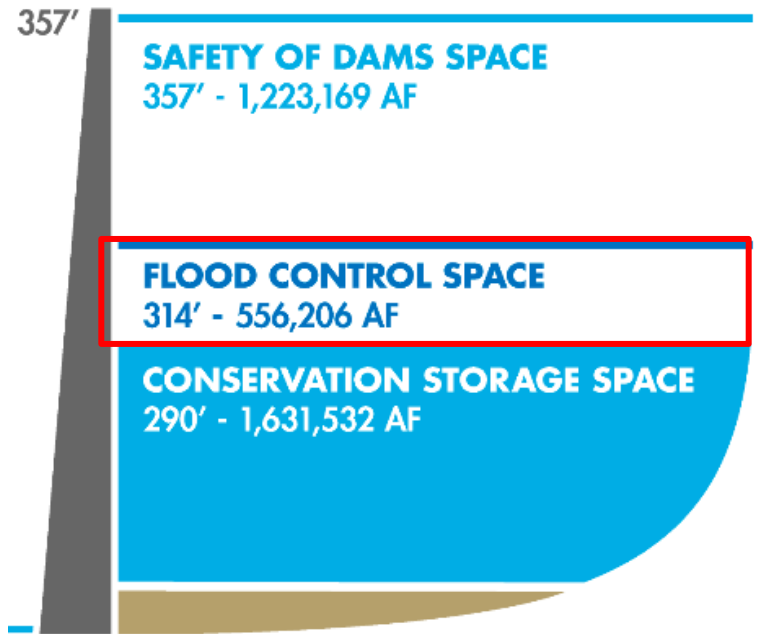 357’
SAFETY OF DAMS SPACE
357’ - 1,223,169 AF
FLOOD CONTROL SPACE
314’ - 556,206 AF
CONSERVATION STORAGE SPACE
290’ - 1,631,532 AF